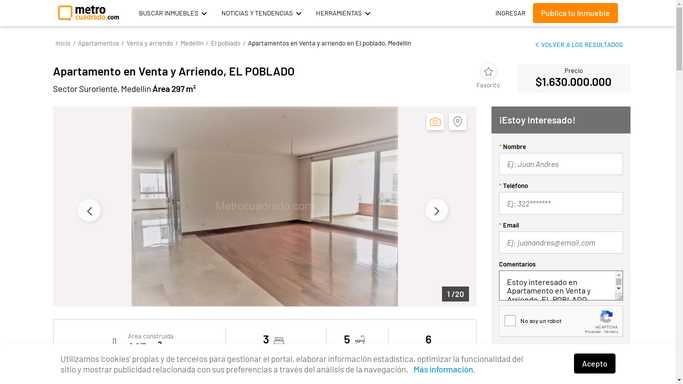 metro
cuadrado.com
BUSCAR INMUEBLES
NOTICIAS Y TENDENCIAS
HERRAMIENTAS
INGRESAR
Publica tu Inmueble
Inicio / Apartamentos / Venta y arriendo / Medellín / El poblado / Apartamentos en Venta y arriendo en El poblado, Medellín
VOLVER A LOS RESULTADOS
Apartamento en Venta y Arriendo, EL POBLADO
Sector Suroriente, Medellín Área 297 m²
Favorito
Precio
$1.630.000.000
Metrocuadrado.com
1 / 20
¡Estoy Interesado!
* Nombre
Ej: Juan Andres
* Teléfono
Ej: 322*******
* Email
Ej: juanandres@email.com
Comentarios
Estoy interesado en
Apartamento en Venta y
Arriendo, EL POBLADO
No soy un robot
reCAPTCHA
Privacidad - Términos
Área construida
3
5
6
Utilizamos 'cookies' propias y de terceros para gestionar el portal, elaborar información estadística, optimizar la funcionalidad del
sitio y mostrar publicidad relacionada con sus preferencias a través del análisis de la navegación. Más información.
Acepto